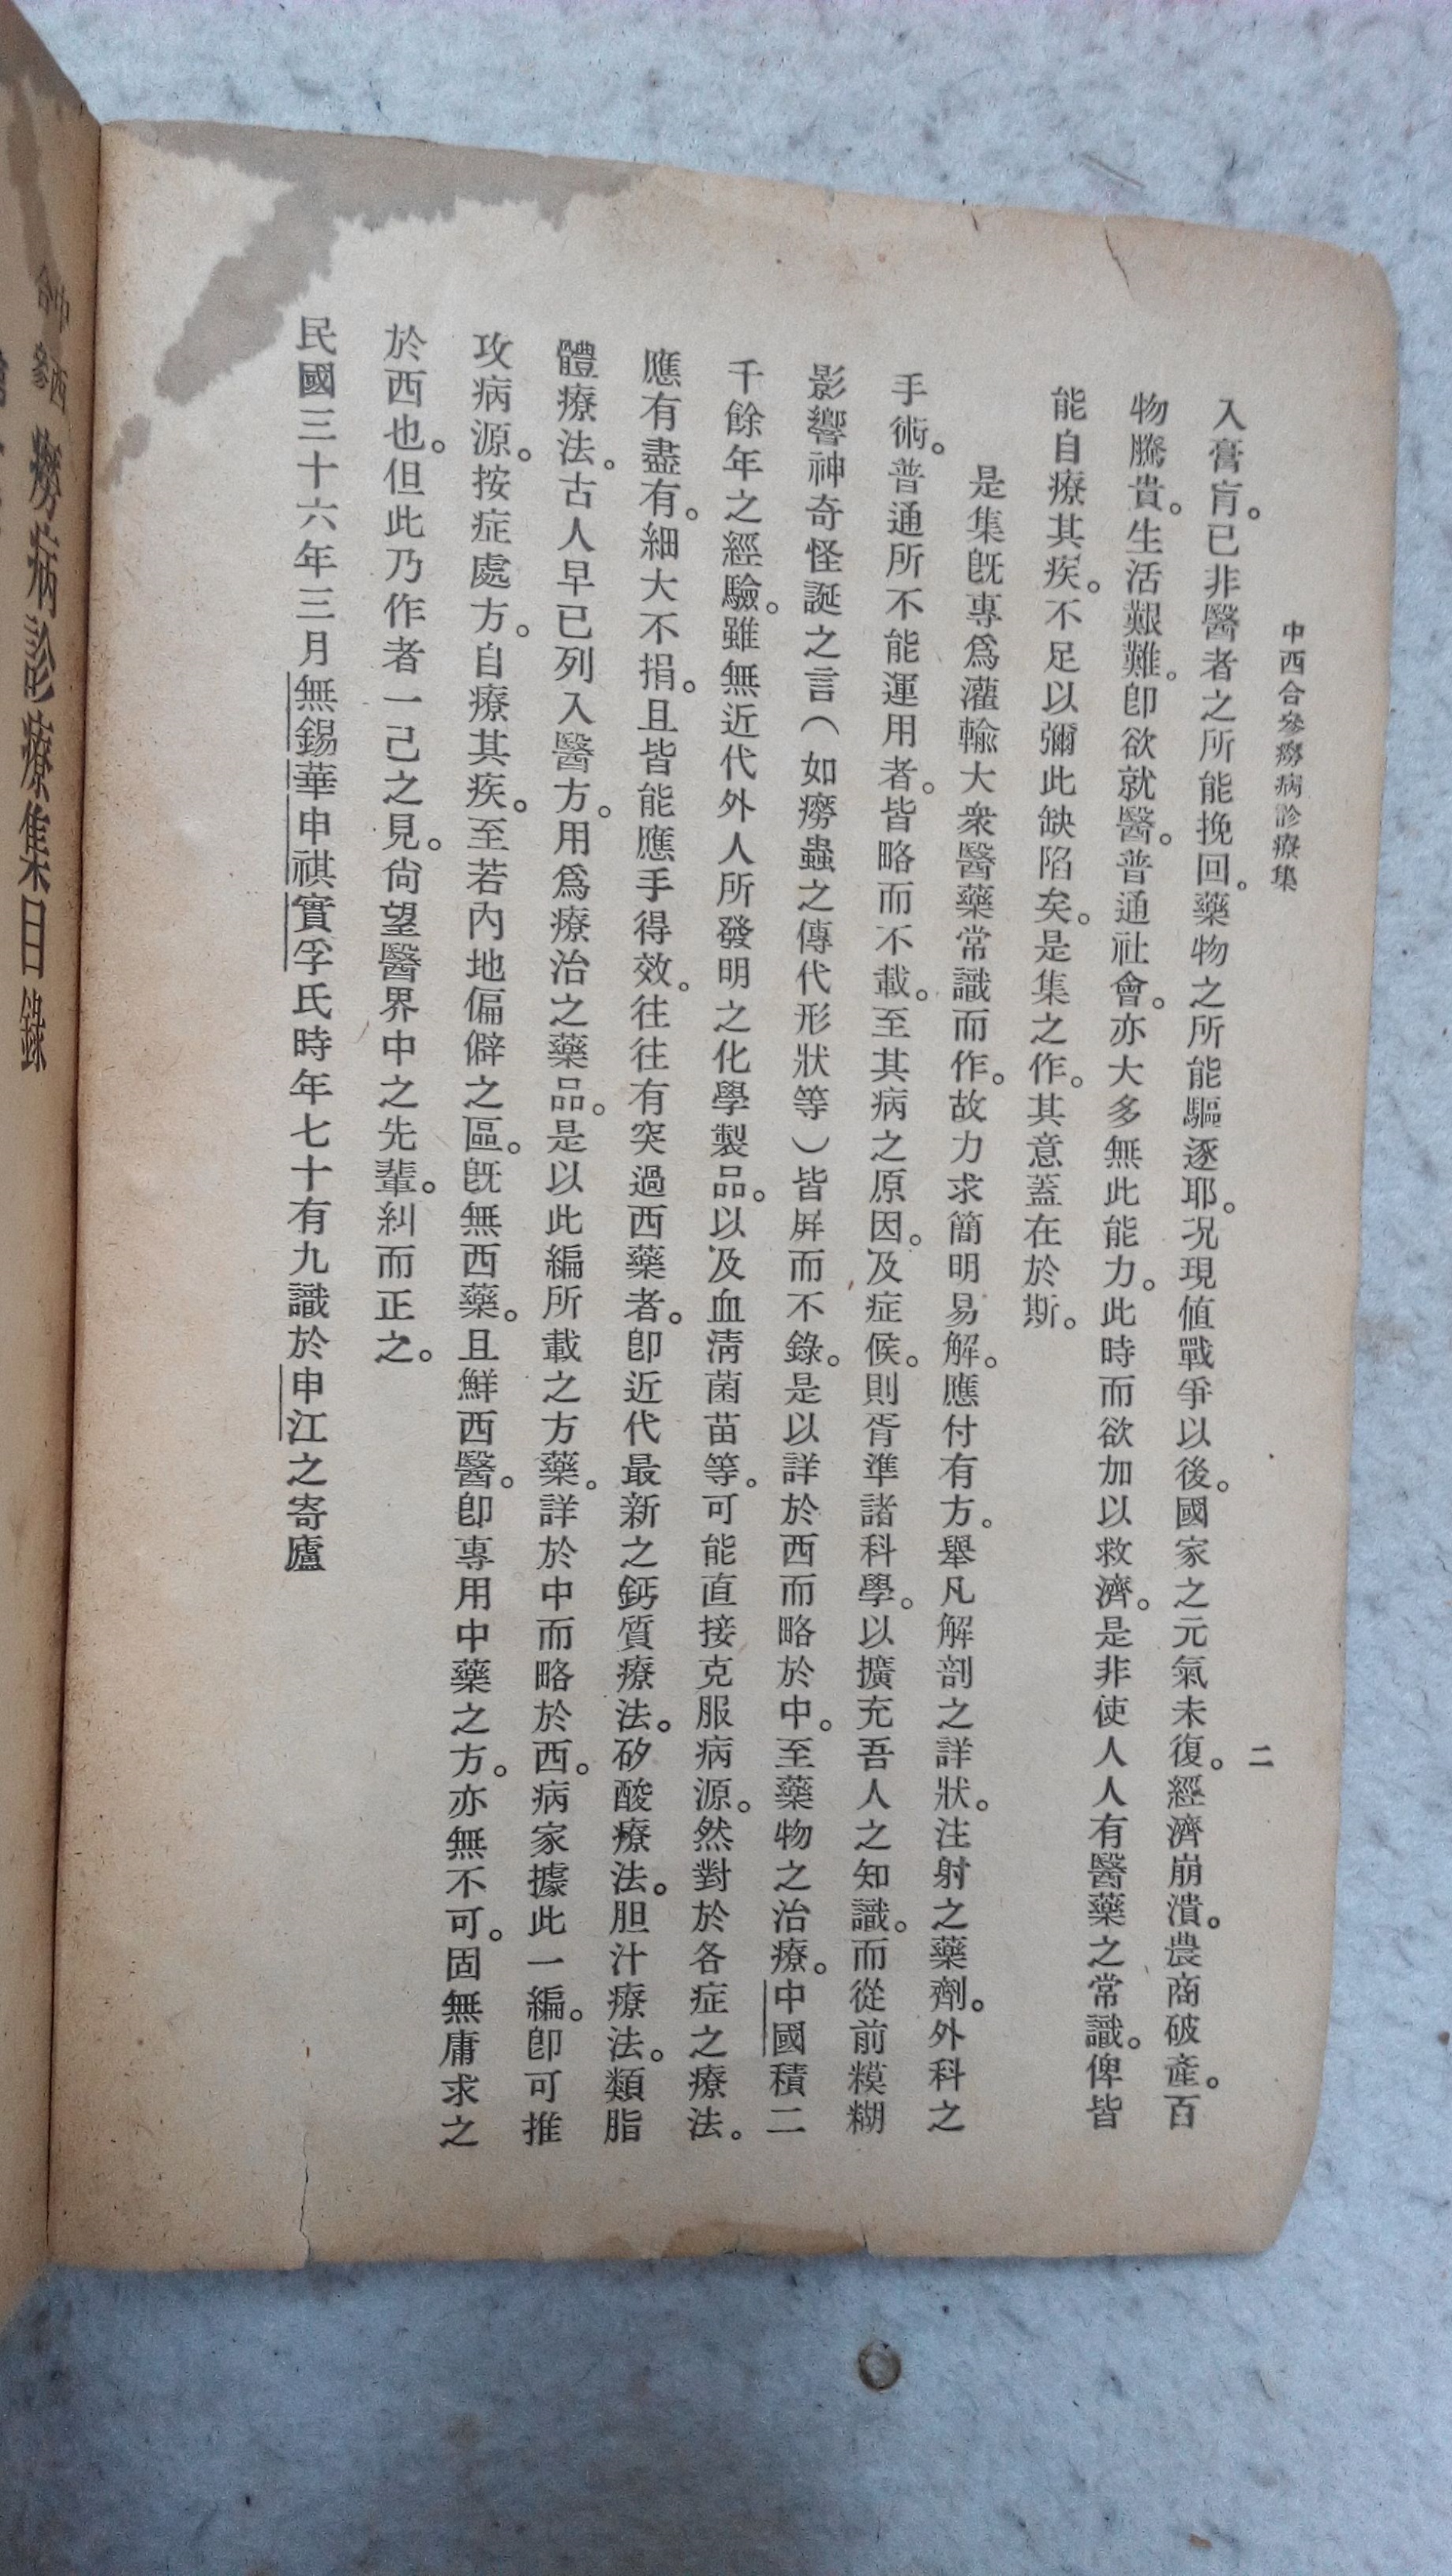 中西合參癆病診療集
二
入膏肓。已非醫者之所能挽回。藥物之所能驅逐耶。况現值戰爭以後。國家之元氣未復。經濟崩潰。農商破產。百
物騰貴。生活艱難。卽欲就醫。普通社會。亦大多無此能力。此時而欲加以救濟。是非使人人有醫藥之常識。俾皆
能自療其疾。不足以彌此缺陷矣。是集之作。其意蓋在於斯。
是集旣專爲灌輸大衆醫藥常識而作。故力求簡明易解。應付有方。舉凡解剖之詳狀。注射之藥劑。外科之
手術。普通所不能運用者。皆略而不載。至其病之原因。及症候。則胥準諸科學。以擴充吾人之知識。而從前糢糊
影響神奇怪誕之言（如癆蟲之傳代形狀等）皆屏而不錄。是以詳於西而略於中。至藥物之治療。中國積二
千餘年之經驗。雖無近代外人所發明之化學製品。以及血淸菌苗等。可能直接克服病源。然對於各症之療法。
應有盡有。細大不捐。且皆能應手得效。往往有突過西藥者。卽近代最新之鈣質療法。矽酸療法。胆汁療法。類脂
體療法。古人早已列入醫方。用爲療治之藥品。是以此編所載之方藥。詳於中而略於西。病家據此一編。卽可推
攻病源。按症處方。自療其疾。至若內地偏僻之區。旣無西藥。且鮮西醫。卽專用中藥之方。亦無不可。固無庸求之
於西也。但此乃作者一己之見。尙望醫界中之先輩。糾而正之。
民國三十六年三月無錫華申祺實孚氏時年七十有九識於申江之寄廬
中西合參癆病診療集目錄